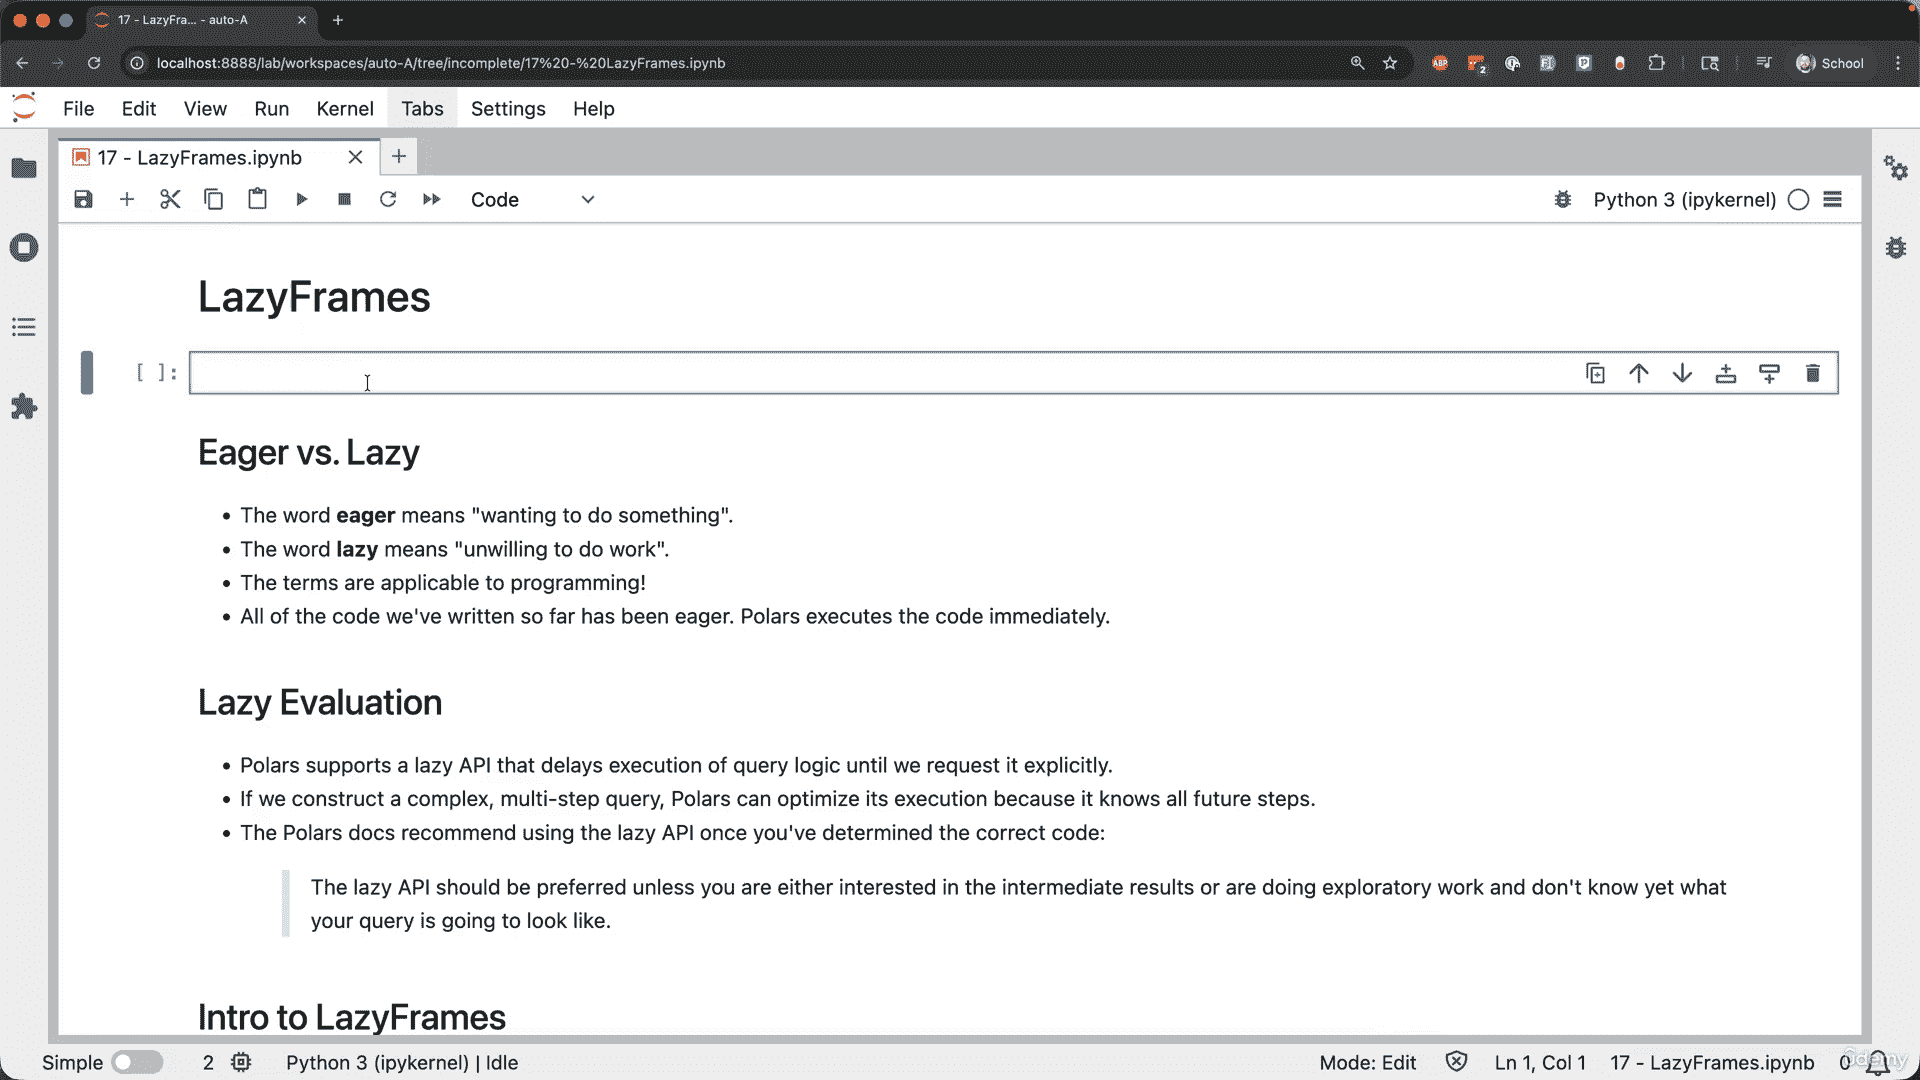 17 - LazyFra... - auto-A
localhost:8888/lab/workspaces/auto-A/tree/incomplete/17%20-%20LazyFrames.ipynb
ABP
2
School
File Edit View Run Kernel Tabs Settings Help
17 - LazyFrames.ipynb
Code
Python 3 (ipykernel)
LazyFrames
[ ]:
Eager vs. Lazy
• The word eager means "wanting to do something".
• The word lazy means "unwilling to do work".
• The terms are applicable to programming!
• All of the code we've written so far has been eager. Polars executes the code immediately.
Lazy Evaluation
• Polars supports a lazy API that delays execution of query logic until we request it explicitly.
• If we construct a complex, multi-step query, Polars can optimize its execution because it knows all future steps.
• The Polars docs recommend using the lazy API once you've determined the correct code:
The lazy API should be preferred unless you are either interested in the intermediate results or are doing exploratory work and don't know yet what
your query is going to look like.
Intro to LazyFrames
Simple 2 Python 3 (ipykernel) | Idle Mode: Edit Ln 1, Col 1 17 - LazyFrames.ipynb 0
Udemy